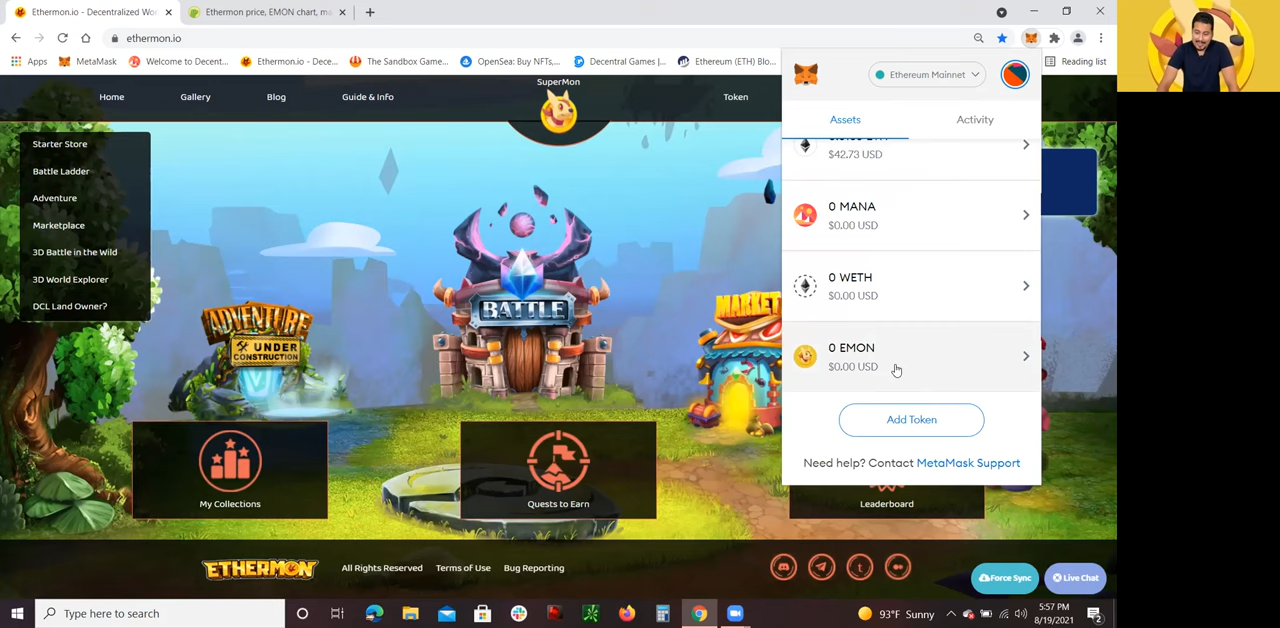 Ethermon.io - Decentralized Wo
Ethermon price, EMON chart, ma
ethermon.io
Apps
MetaMask
Welcome to Decent...
Ethermon.io - Dece...
The Sandbox Game...
OpenSea: Buy NFTs,...
Decentral Games |...
Ethereum (ETH) Blo...
Reading list
Home
Gallery
Blog
Guide & Info
SuperMon
Token
Starter Store
Battle Ladder
Adventure
Marketplace
3D Battle in the Wild
3D World Explorer
DCL Land Owner?
ADVENTURE
UNDER
CONSTRUCTION
BATTLE
MARKET
Ethereum Mainnet
Assets
Activity
$42.73 USD
0 MANA
$0.00 USD
0 WETH
$0.00 USD
0 EMON
$0.00 USD
Add Token
Need help? Contact MetaMask Support
My Collections
Quests to Earn
Leaderboard
ETHERMON
All Rights Reserved
Terms of Use
Bug Reporting
Force Sync
Live Chat
Type here to search
93°F Sunny
5:57 PM
8/19/2021
2